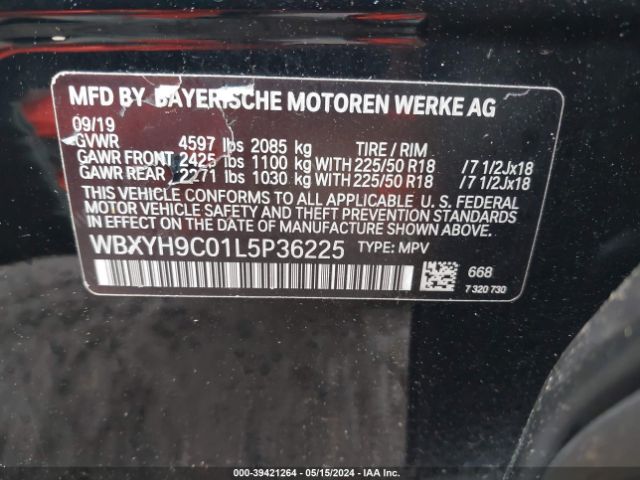 MFD BY BAYERISCHE MOTOREN WERKE AG
09/19
GVWR 4597 lbs 2085 kg TIRE / RIM
GAWR FRONT 2425 lbs 1100 kg WITH 225/50 R18 /7 1/2Jx18
GAWR REAR 2271 lbs 1030 kg WITH 225/50 R18 /7 1/2Jx18
THIS VEHICLE CONFORMS TO ALL APPLICABLE U. S. FEDERAL
MOTOR VEHICLE SAFETY AND THEFT PREVENTION STANDARDS
IN EFFECT ON THE DATE OF MANUFACTURE SHOWN ABOVE.
WBXYH9C01L5P36225 TYPE: MPV
668
7 320 730
000-39421264 - 05/15/2024 - IAA Inc.